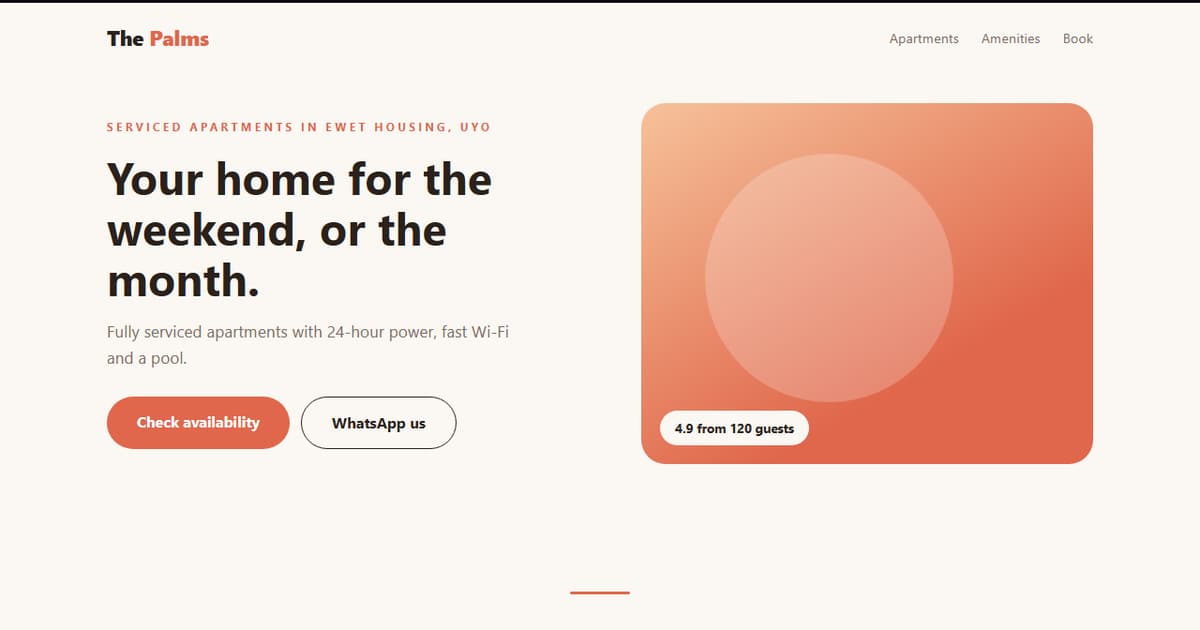 The Palms
Apartments Amenities Book
SERVICED APARTMENTS IN EWET HOUSING, UYO
Your home for the
weekend, or the
month.
Fully serviced apartments with 24-hour power, fast Wi-Fi
and a pool.
Check availability
WhatsApp us
4.9 from 120 guests